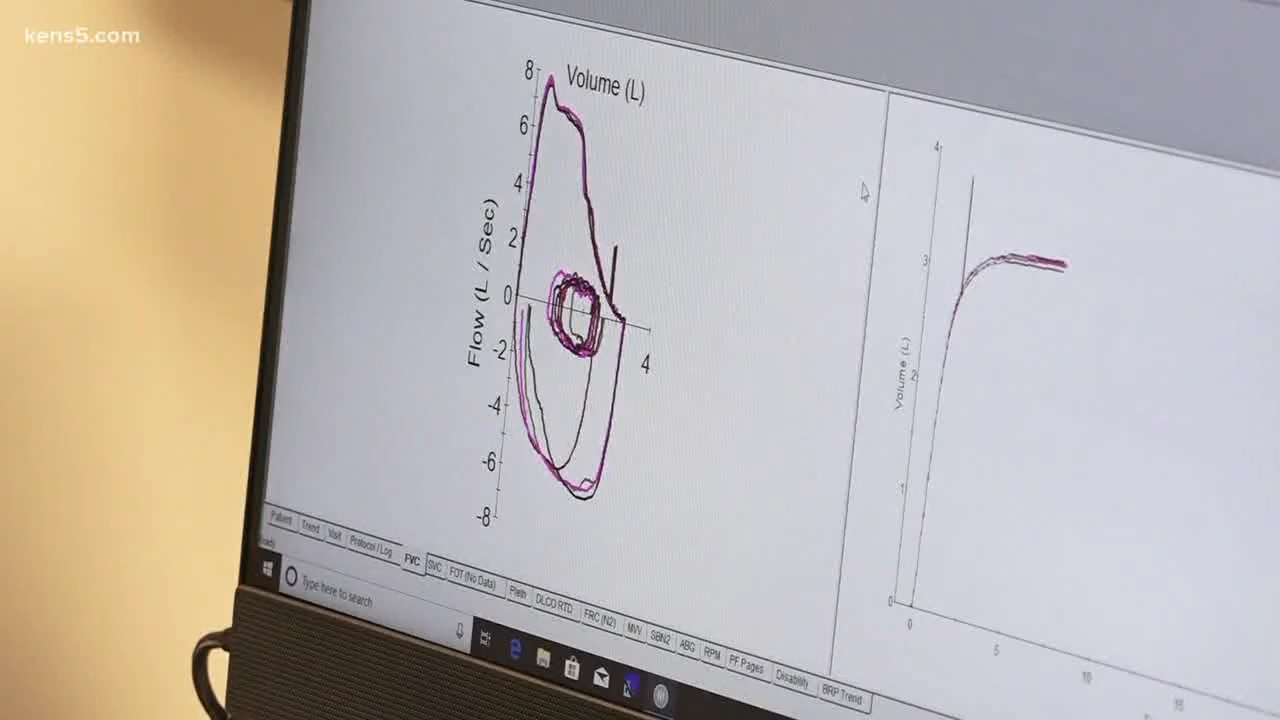 kens5.com
8
Volume (L)
6
4
2
0
-2
-4
-6
-8
Flow (L / Sec)
4
4
3
2
1
0
Volume (L)
0
5
10
15
Patient
Trend
Visit
Protocol / Log
FVC
SVC
FOT (No Data)
Pleth
DLCO RTD
FRC (N2)
MVV
SBN2
ABG
RPM
PF Pages
Disability
BRP Trend
Type here to search